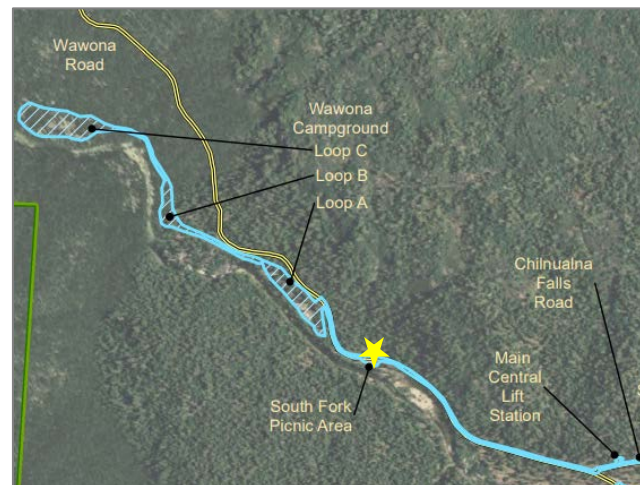 Wawona
Road
Wawona
Campground
Loop C
Loop B
Loop A
Chilnualna
Falls
Road
Main
Central
Lift
Station
South Fork
Picnic Area